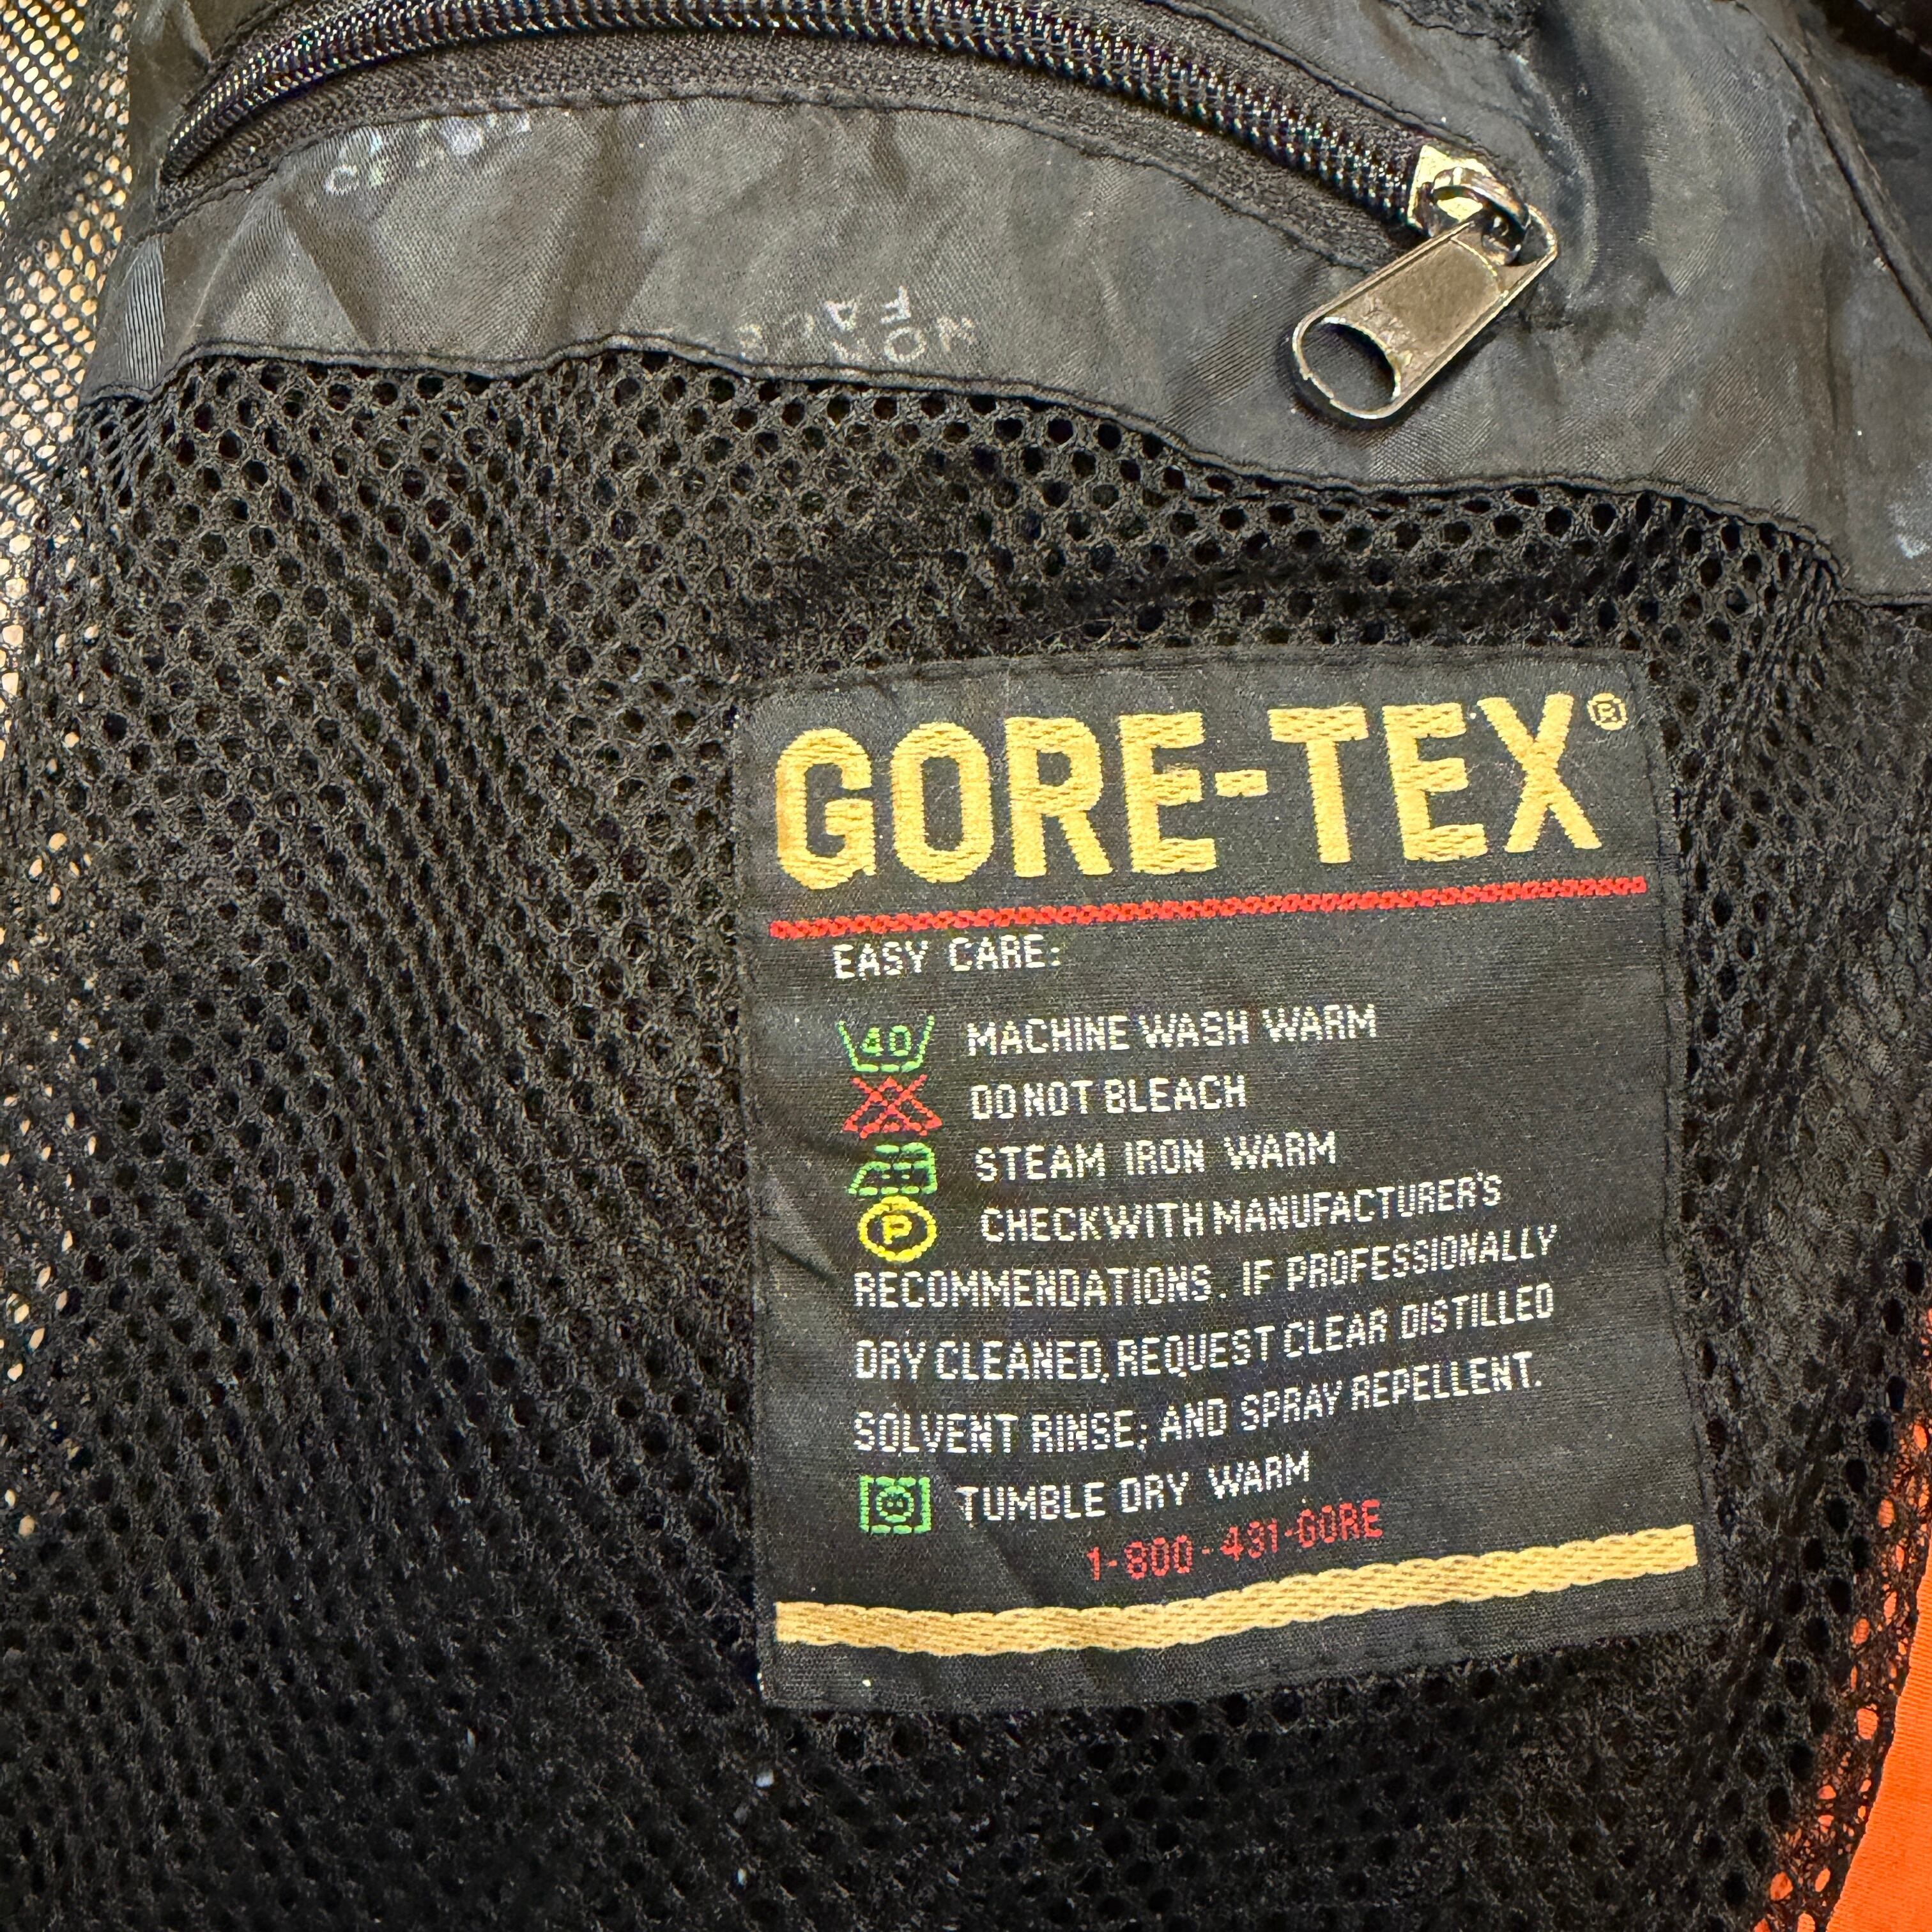 YKK
GORE-TEX®
EASY CARE:
40 MACHINE WASH WARM
DO NOT BLEACH
STEAM IRON WARM
P CHECK WITH MANUFACTURER'S
RECOMMENDATIONS. IF PROFESSIONALLY
DRY CLEANED, REQUEST CLEAR DISTILLED
SOLVENT RINSE; AND SPRAY REPELLENT.
TUMBLE DRY WARM
1-800-431-GORE